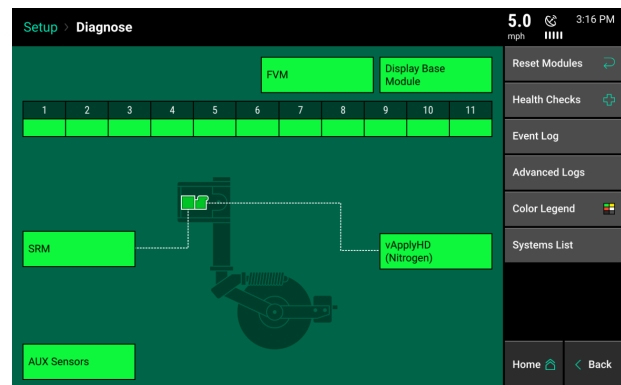 Setup > Diagnose
5.0
mph
3:16 PM
FVM
Display Base
Module
1 2 3 4 5 6 7 8 9 10 11
SRM
vApplyHD
(Nitrogen)
AUX Sensors
Reset Modules
Health Checks
Event Log
Advanced Logs
Color Legend
Systems List
Home
< Back